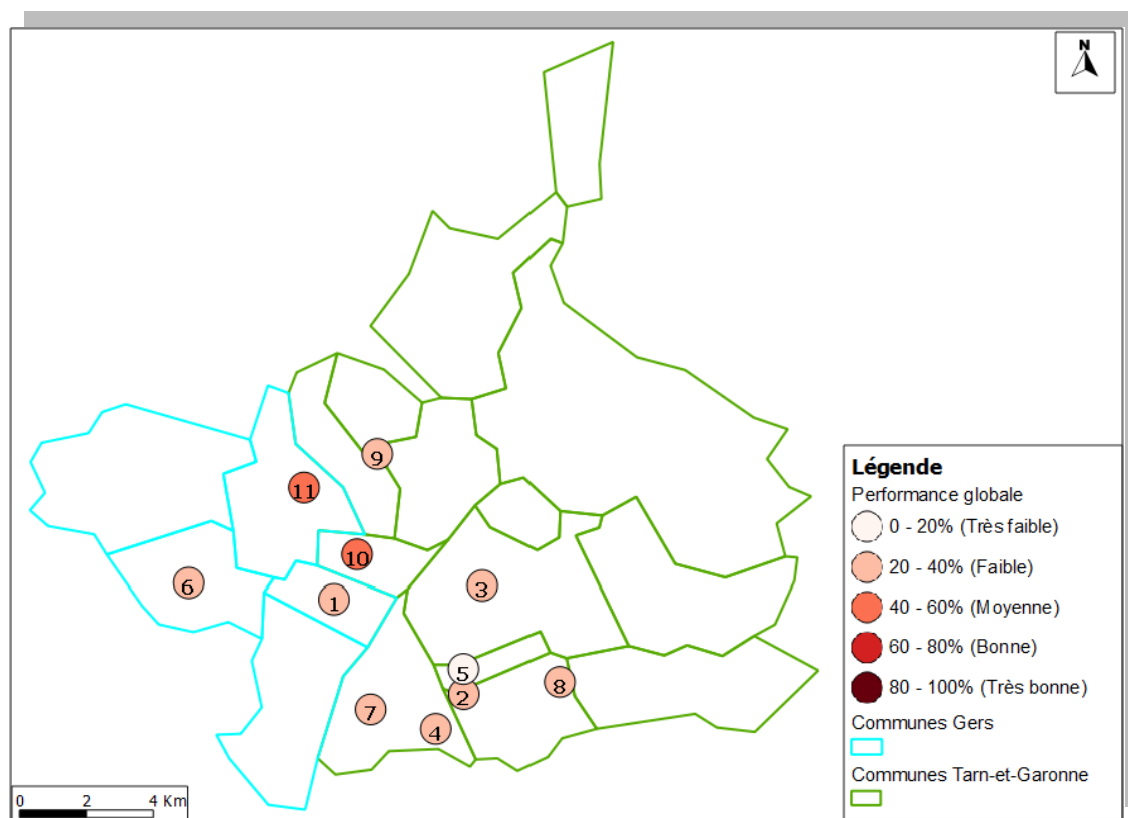 N
9
11
10
6
1
3
5
2
8
7
4
Légende
Performance globale
0 - 20% (Très faible)
20 - 40% (Faible)
40 - 60% (Moyenne)
60 - 80% (Bonne)
80 - 100% (Très bonne)
Communes Gers
Communes Tarn-et-Garonne
0 2 4 Km